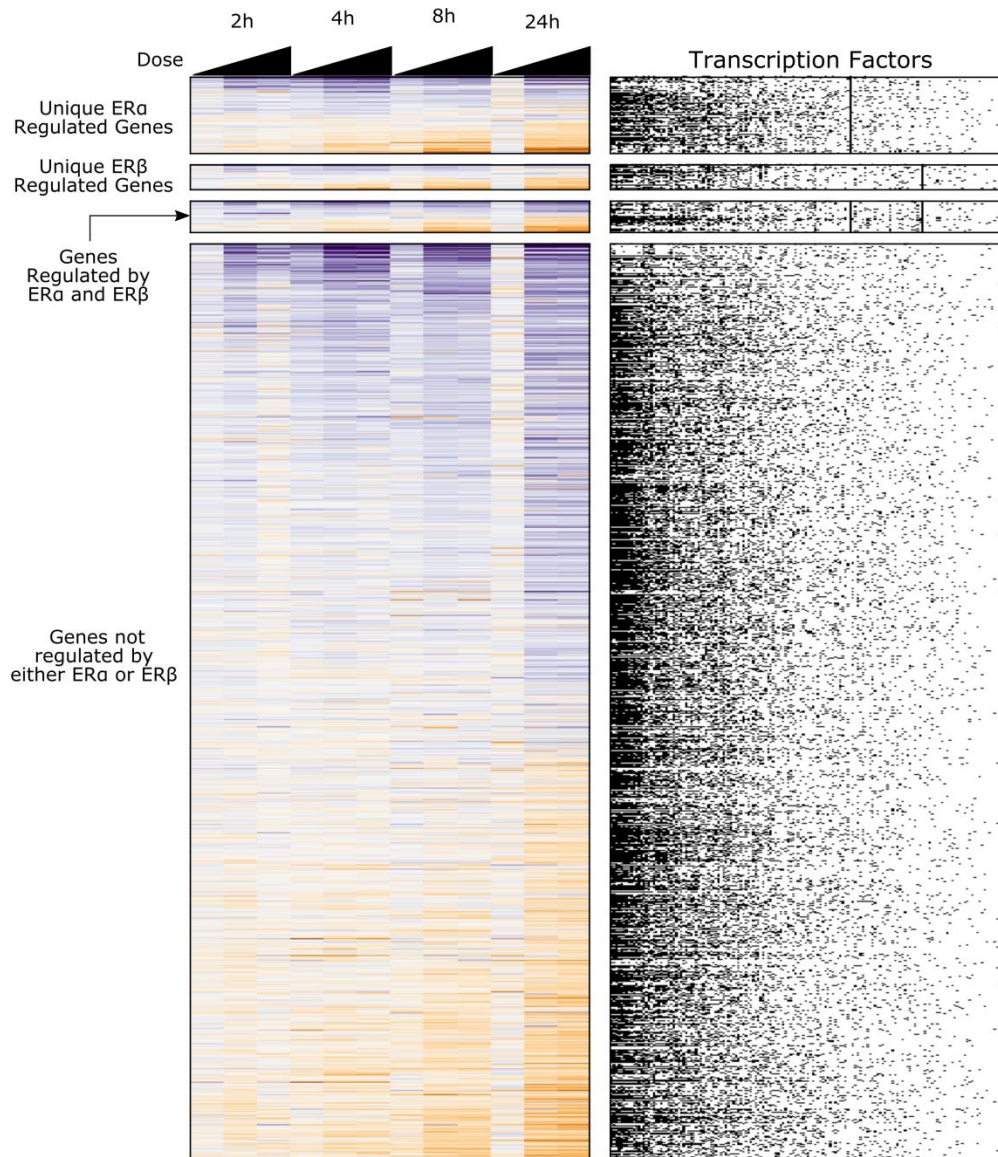 2h 4h 8h 24h
Dose
Transcription Factors
Unique ERα
Regulated Genes
Unique ERβ
Regulated Genes
Genes
Regulated by
ERα and ERβ
Genes not
regulated by
either ERα or ERβ